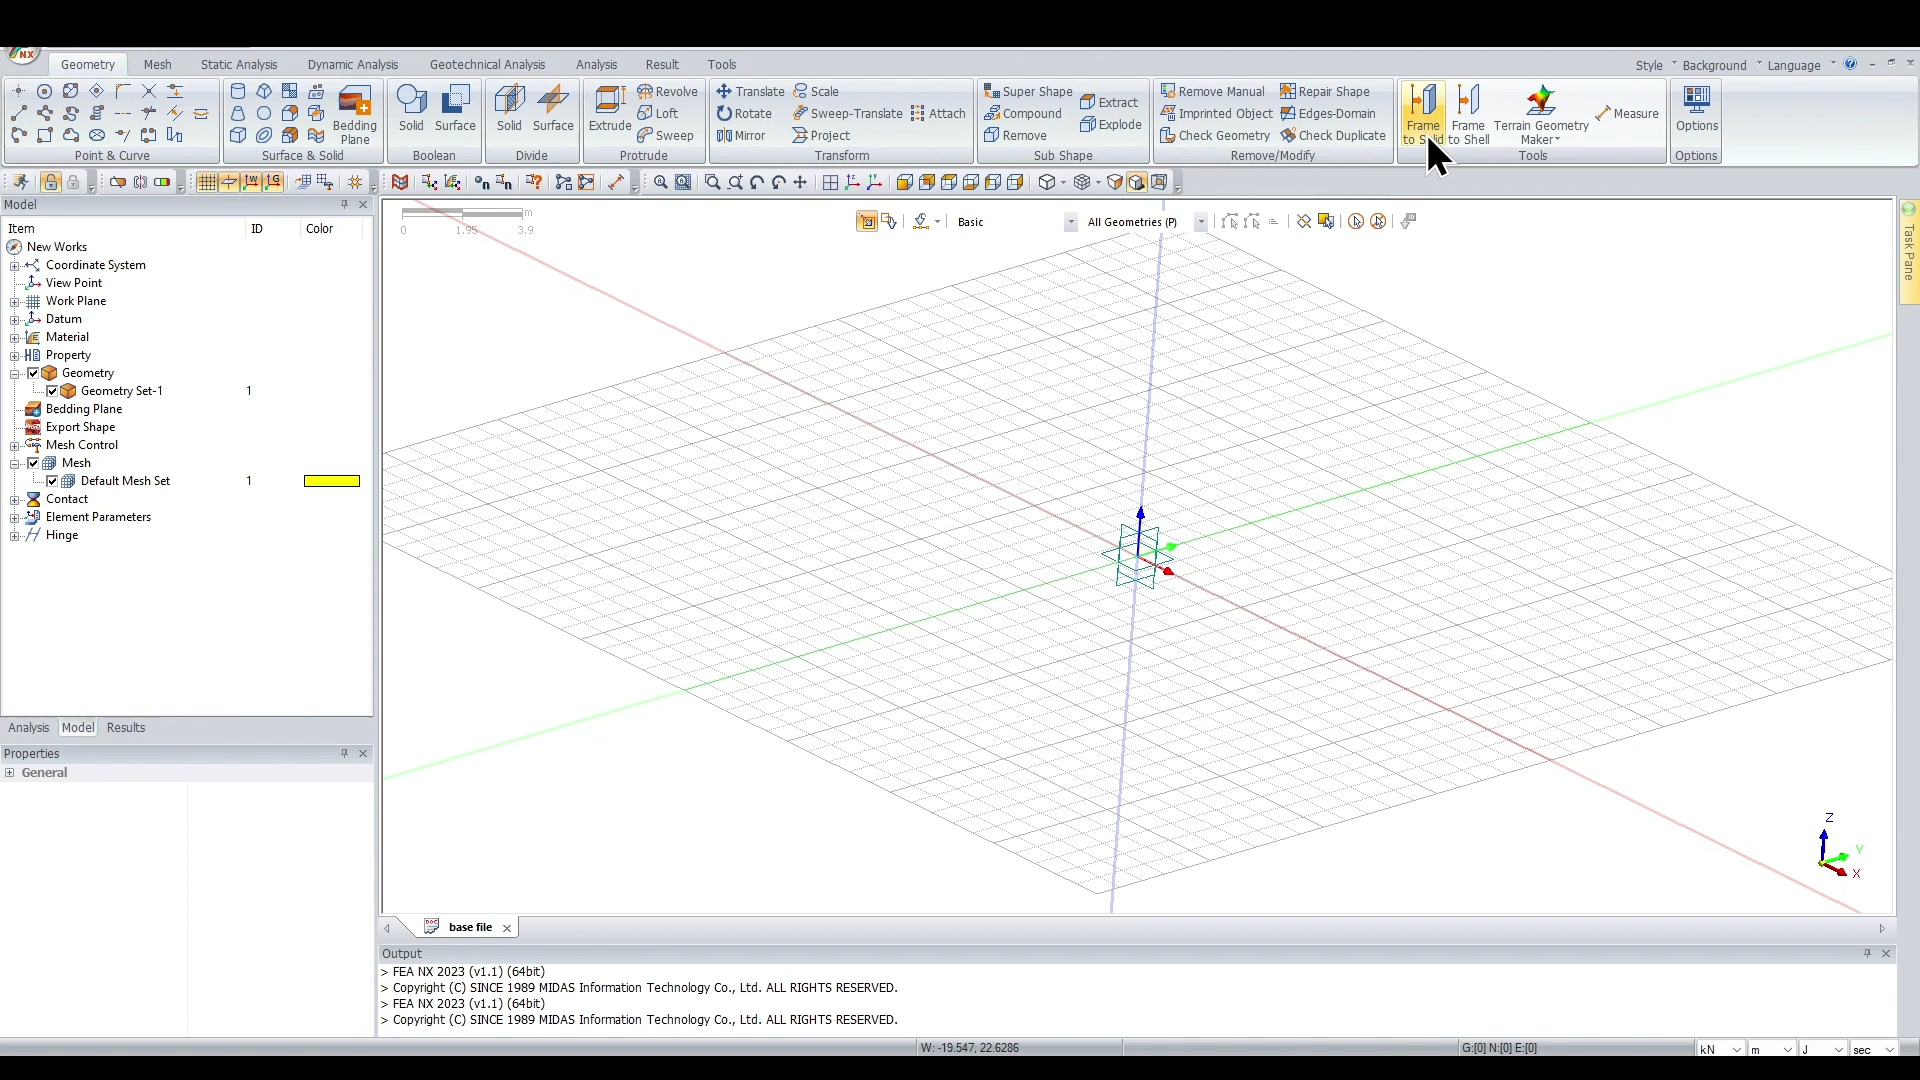 NX
Geometry Mesh Static Analysis Dynamic Analysis Geotechnical Analysis Analysis Result Tools
Style Background Language
Solid Surface Solid Surface Extrude
Bedding Plane
Revolve
Loft
Sweep
Translate Scale
Rotate Sweep-Translate Attach
Mirror Project
Super Shape
Compound
Remove
Extract
Explode
Remove Manual Repair Shape
Imprinted Object Edges-Domain
Check Geometry Check Duplicate
Frame to Solid
Frame to Shell
Terrain Geometry Maker
Measure
Options
Point & Curve Surface & Solid Boolean Divide Protrude Transform Sub Shape Remove/Modify Tools Options
Model
Item ID Color
New Works
Coordinate System
View Point
Work Plane
Datum
Material
Property
Geometry
Geometry Set-1 1
Bedding Plane
Export Shape
Mesh Control
Mesh
Default Mesh Set 1
Contact
Element Parameters
Hinge
Analysis Model Results
Properties
General
m
0 1.95 3.9
Basic All Geometries (P)
Task Pane
Z
Y
X
base file
Output
> FEA NX 2023 (v1.1) (64bit)
> Copyright (C) SINCE 1989 MIDAS Information Technology Co., Ltd. ALL RIGHTS RESERVED.
> FEA NX 2023 (v1.1) (64bit)
> Copyright (C) SINCE 1989 MIDAS Information Technology Co., Ltd. ALL RIGHTS RESERVED.
W: -19.547, 22.6286 G:[0] N:[0] E:[0] kN m J sec